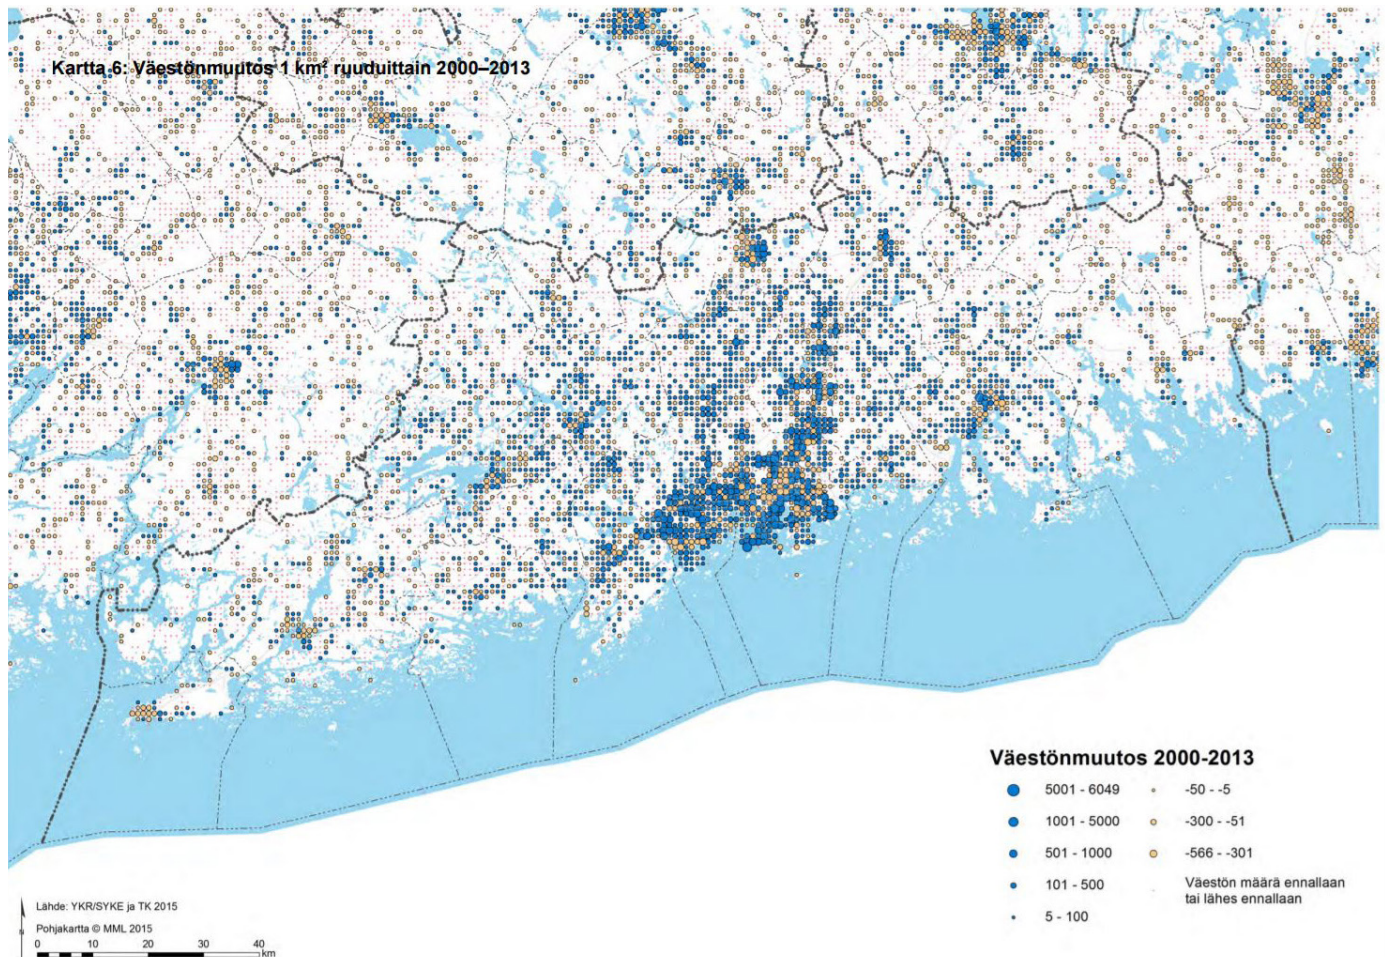 Kartta 6: Väestönmuutos 1 km² ruuduittain 2000–2013
Väestönmuutos 2000-2013
5001 - 6049
1001 - 5000
501 - 1000
101 - 500
5 - 100
-50 - -5
-300 - -51
-566 - -301
Väestön määrä ennallaan
tai lähes ennallaan
Lähde: YKR/SYKE ja TK 2015
Pohjakartta © MML 2015
N
0 10 20 30 40
km